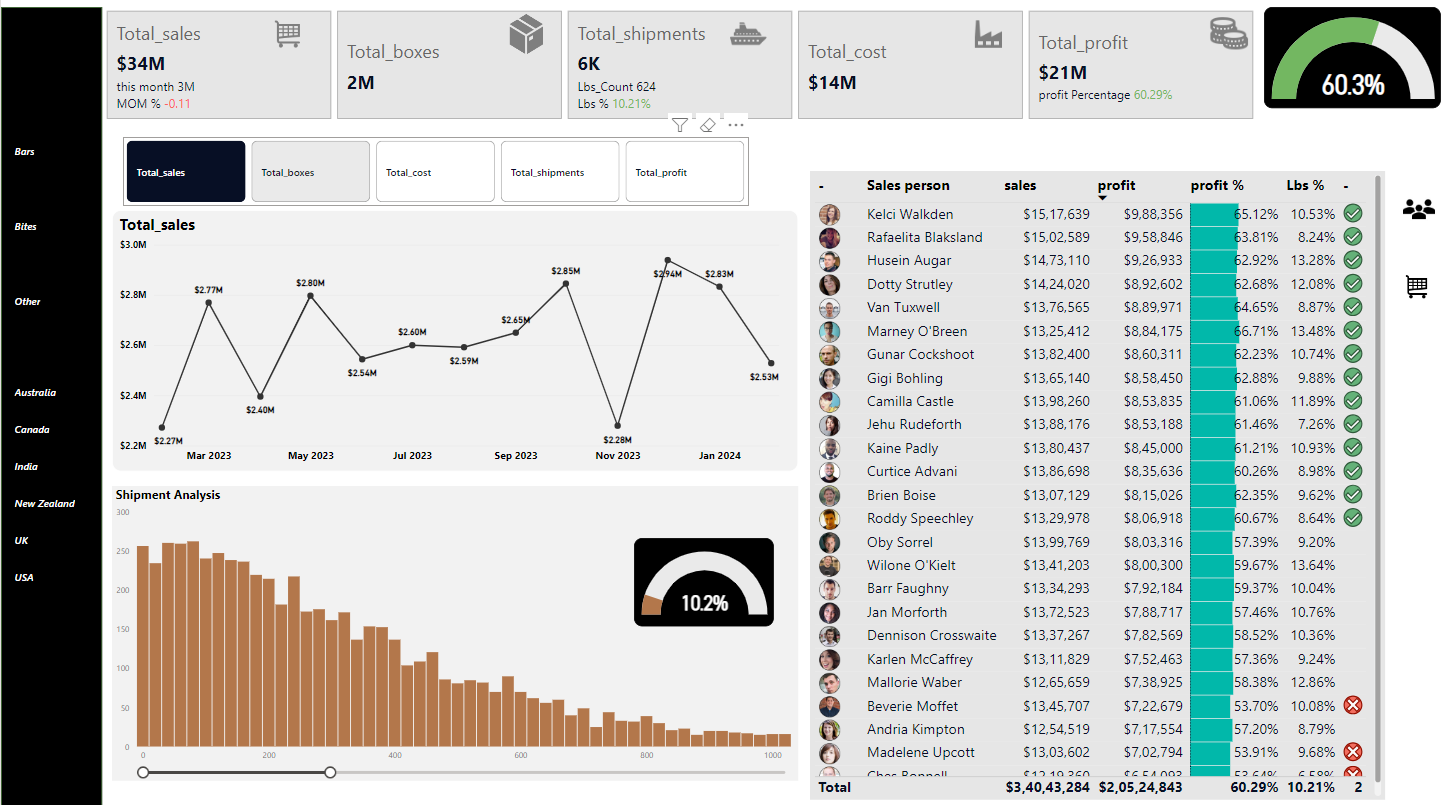 Total_sales
$34M
this month 3M
MOM % -0.11
Total_boxes
2M
Total_shipments
6K
Lbs_Count 624
Lbs % 10.21%
Total_cost
$14M
Total_profit
$21M
profit Percentage 60.29%
60.3%
Bars
Bites
Other
Australia
Canada
India
New Zealand
UK
USA
Total_sales Total_boxes Total_cost Total_shipments Total_profit
Total_sales
$3.0M
$2.8M
$2.6M
$2.4M
$2.2M
$2.27M
$2.77M
$2.40M
$2.80M
$2.54M
$2.60M
$2.59M
$2.65M
$2.85M
$2.28M
$2.94M
$2.83M
$2.53M
Mar 2023 May 2023 Jul 2023 Sep 2023 Nov 2023 Jan 2024
Shipment Analysis
300
250
200
150
100
50
0
0 200 400 600 800 1000
10.2%
- Sales person sales profit profit % Lbs % -
Kelci Walkden $15,17,639 $9,88,356 65.12% 10.53%
Rafaelita Blaksland $15,02,589 $9,58,846 63.81% 8.24%
Husein Augar $14,73,110 $9,26,933 62.92% 13.28%
Dotty Strutley $14,24,020 $8,92,602 62.68% 12.08%
Van Tuxwell $13,76,565 $8,89,971 64.65% 8.87%
Marney O'Breen $13,25,412 $8,84,175 66.71% 13.48%
Gunar Cockshoot $13,82,400 $8,60,311 62.23% 10.74%
Gigi Bohling $13,65,140 $8,58,450 62.88% 9.88%
Camilla Castle $13,98,260 $8,53,835 61.06% 11.89%
Jehu Rudeforth $13,88,176 $8,53,188 61.46% 7.26%
Kaine Padly $13,80,437 $8,45,000 61.21% 10.93%
Curtice Advani $13,86,698 $8,35,636 60.26% 8.98%
Brien Boise $13,07,129 $8,15,026 62.35% 9.62%
Roddy Speechley $13,29,978 $8,06,918 60.67% 8.64%
Oby Sorrel $13,99,769 $8,03,316 57.39% 9.20%
Wilone O'Kielt $13,41,203 $8,00,300 59.67% 13.64%
Barr Faughny $13,34,293 $7,92,184 59.37% 10.04%
Jan Morforth $13,72,523 $7,88,717 57.46% 10.76%
Dennison Crosswaite $13,37,267 $7,82,569 58.52% 10.36%
Karlen McCaffrey $13,11,829 $7,52,463 57.36% 9.24%
Mallorie Waber $12,65,659 $7,38,925 58.38% 12.86%
Beverie Moffet $13,45,707 $7,22,679 53.70% 10.08%
Andria Kimpton $12,54,519 $7,17,554 57.20% 8.79%
Madelene Upcott $13,03,602 $7,02,794 53.91% 9.68%
Total $3,40,43,284 $2,05,24,843 60.29% 10.21% 2